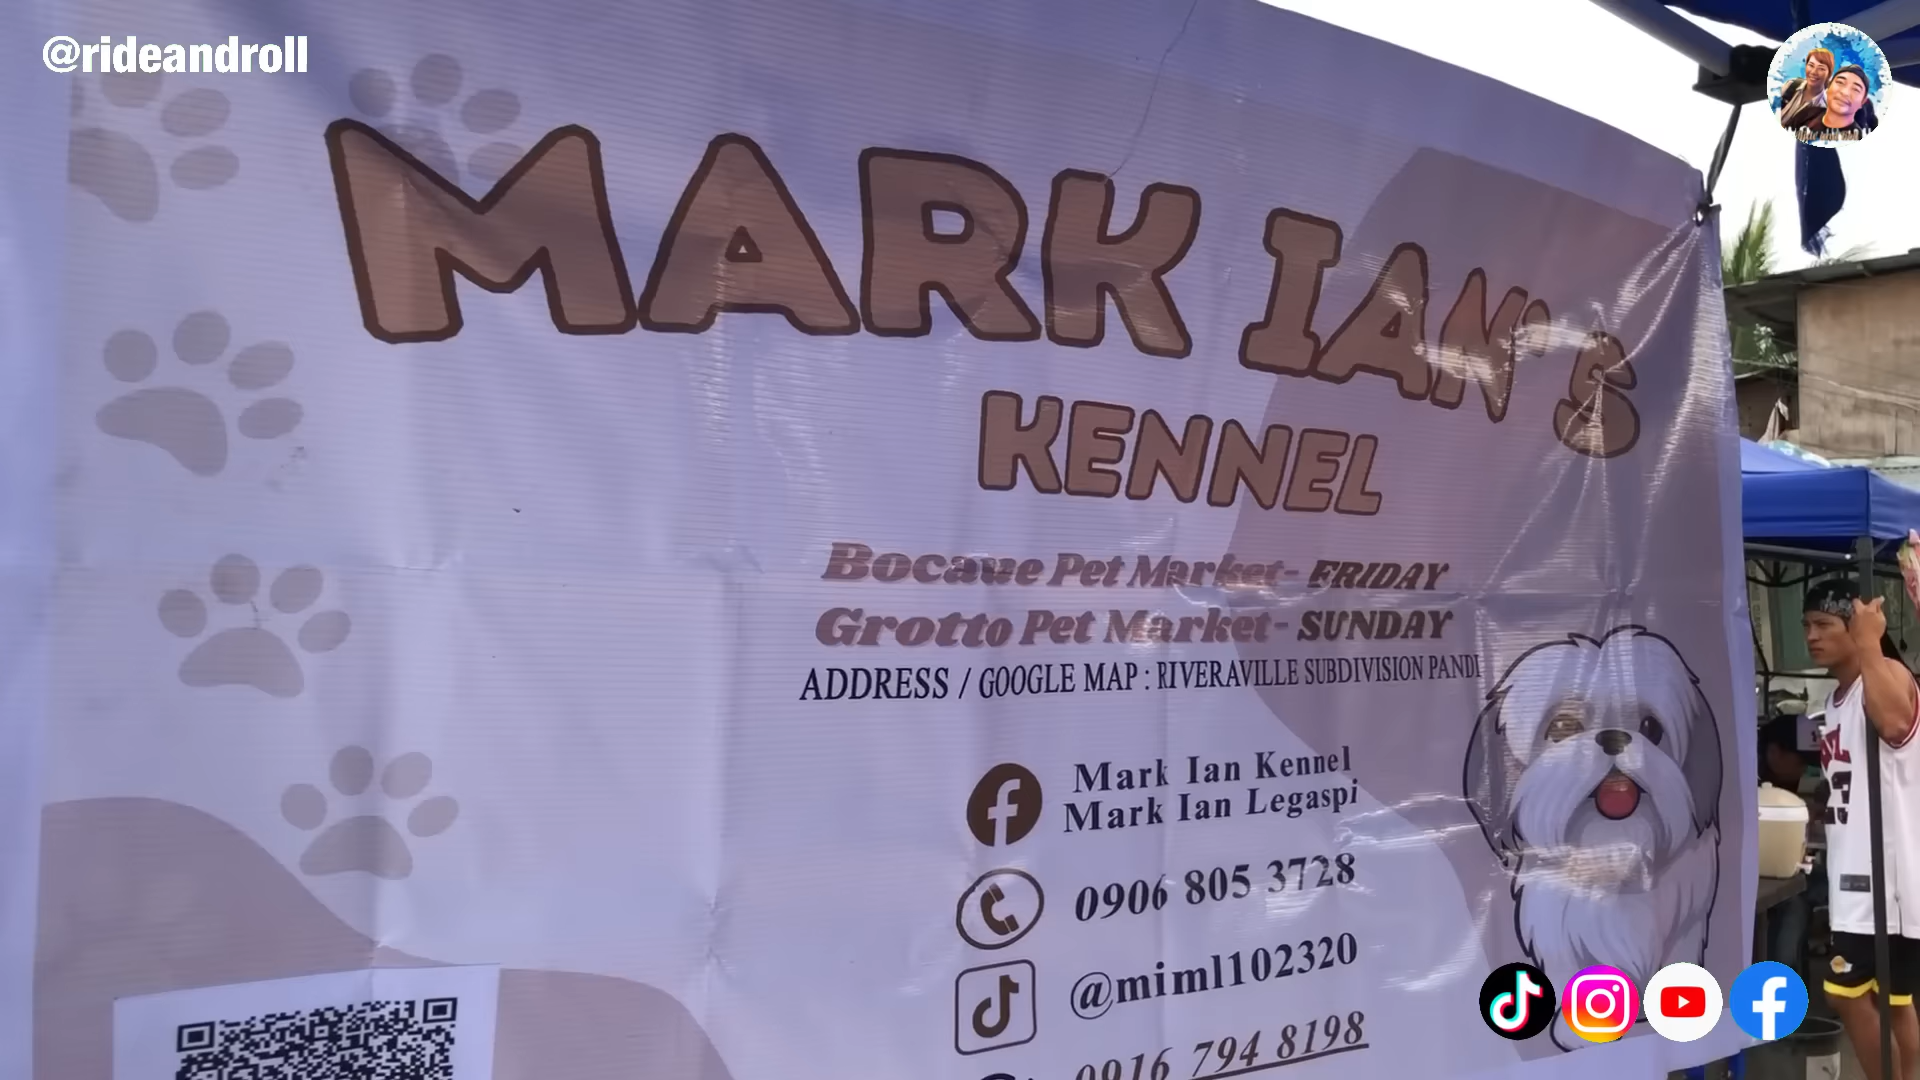 @rideandroll
MARK IAN'S
KENNEL
Bocaue Pet Market- FRIDAY
Grotto Pet Market- SUNDAY
ADDRESS / GOOGLE MAP : RIVERAVILLE SUBDIVISION PANDI
Mark Ian Kennel
Mark Ian Legaspi
0906 805 3728
@miml102320
0916 794 8198